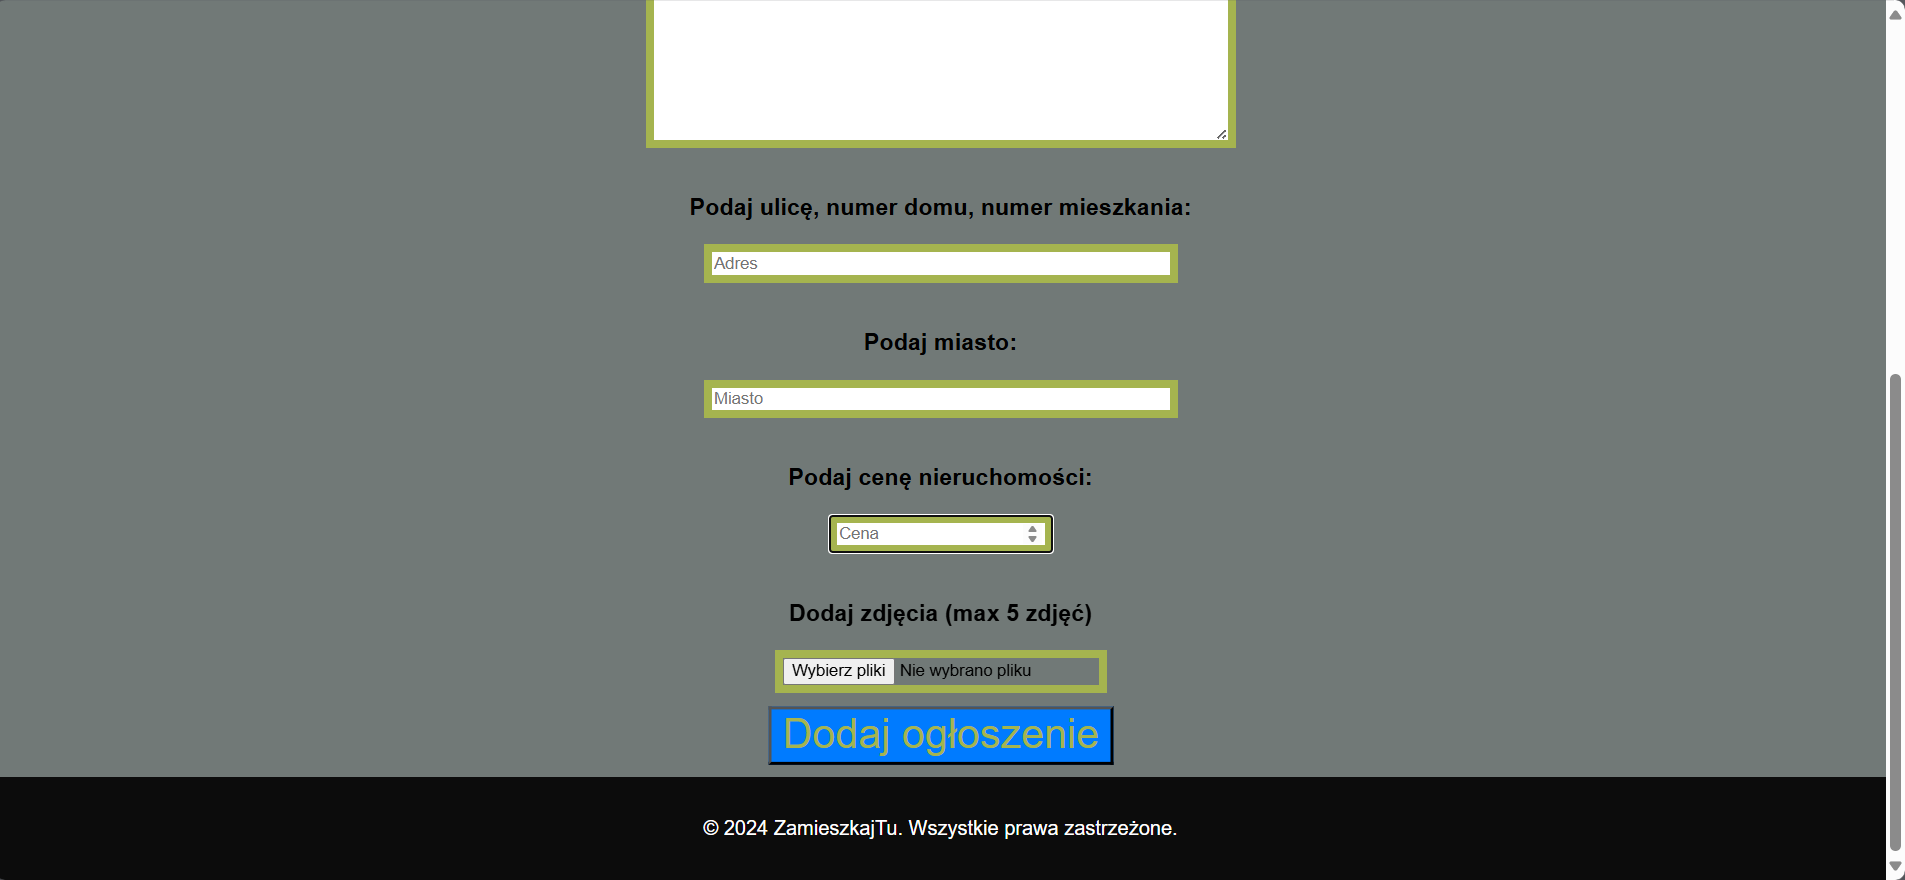 Podaj ulicę, numer domu, numer mieszkania:
Adres
Podaj miasto:
Miasto
Podaj cenę nieruchomości:
Cena
Dodaj zdjęcia (max 5 zdjęć)
Wybierz pliki Nie wybrano pliku
Dodaj ogłoszenie
© 2024 ZamieszkajTu. Wszystkie prawa zastrzeżone.